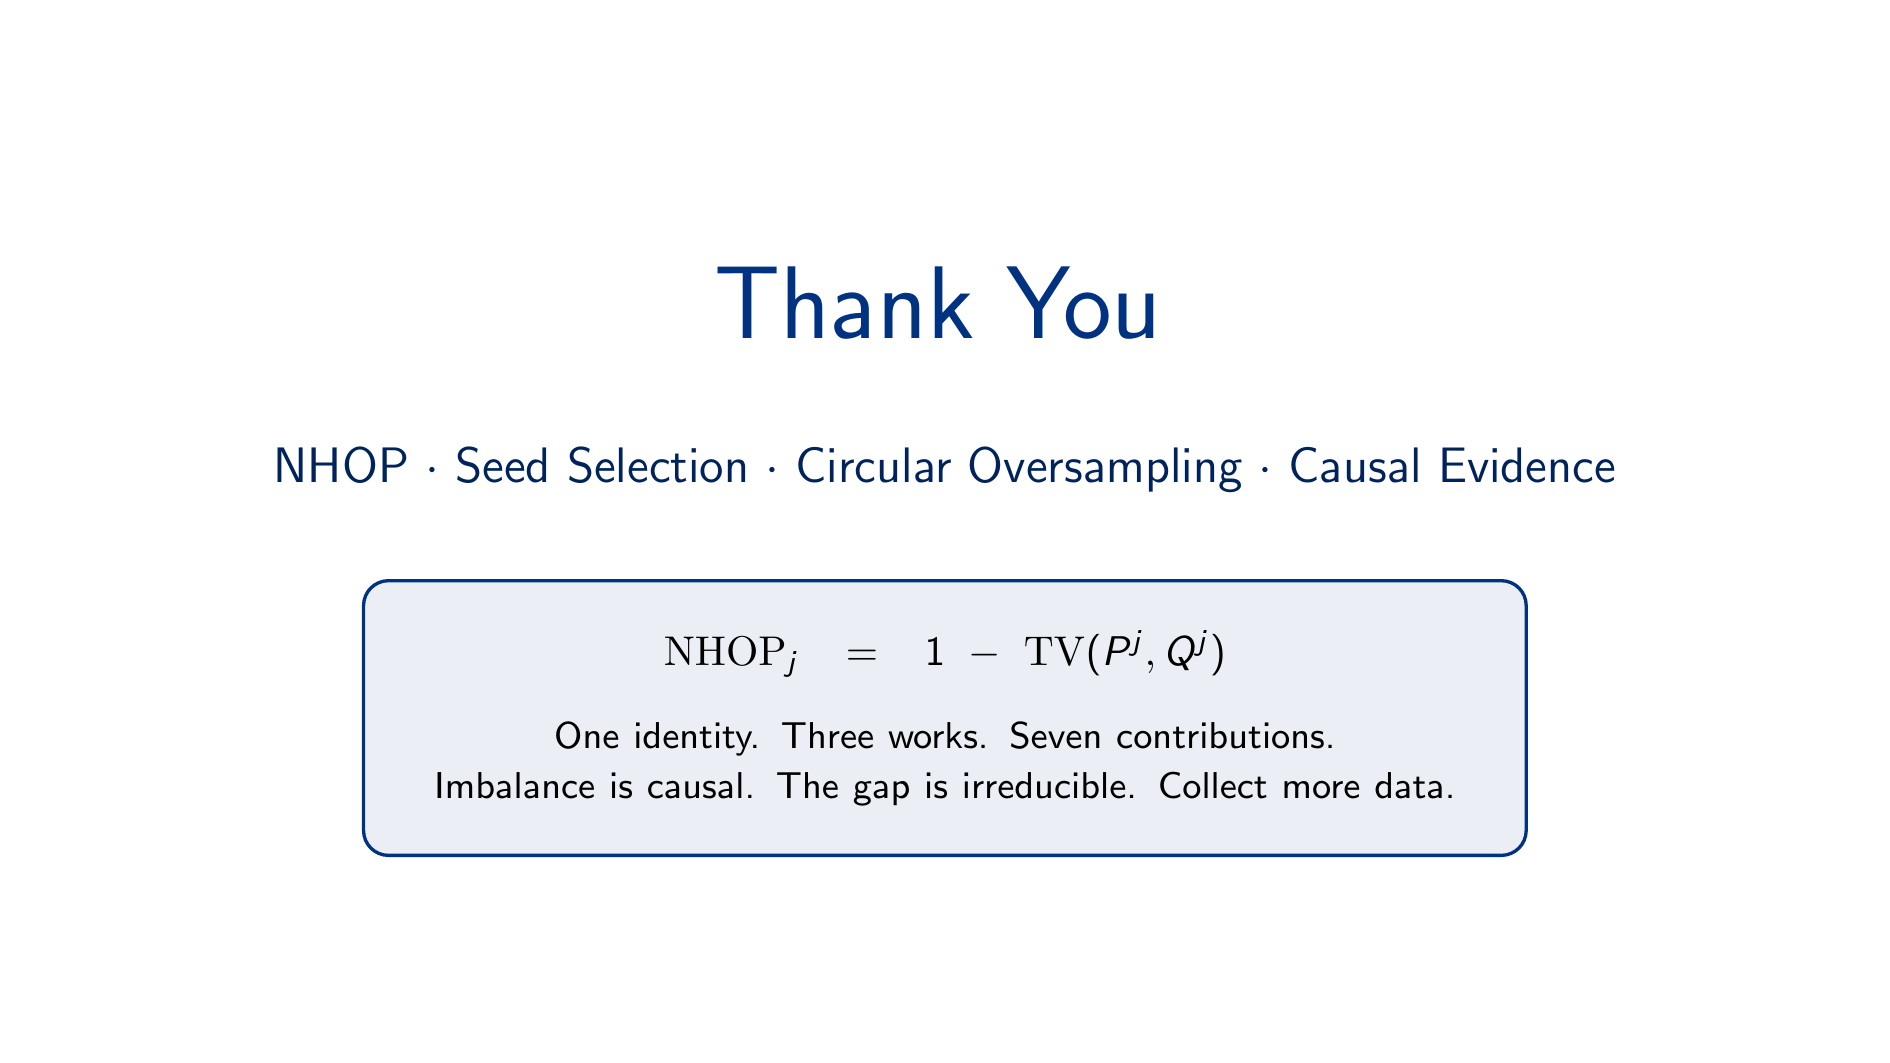 Thank You
NHOP · Seed Selection · Circular Oversampling · Causal Evidence
NHOP_j = 1 − TV(P^j, Q^j)
One identity. Three works. Seven contributions.
Imbalance is causal. The gap is irreducible. Collect more data.